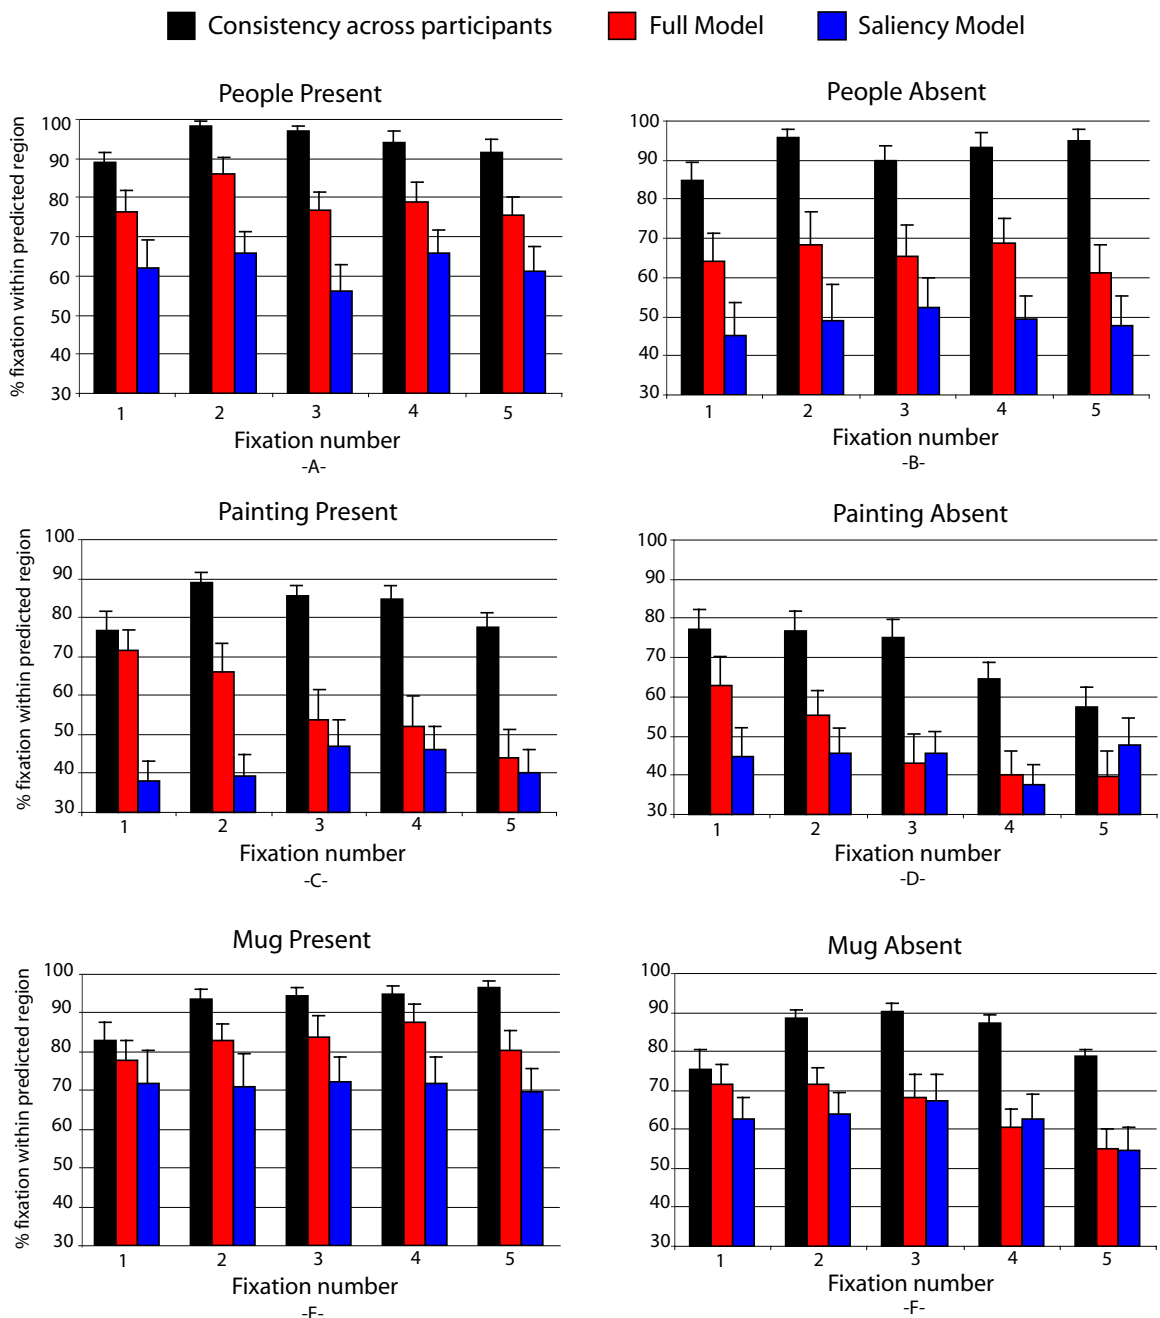 Consistency across participants Full Model Saliency Model
People Present
% fixation within predicted region
100
90
80
70
60
50
40
30
1 2 3 4 5
Fixation number
-A-
People Absent
100
90
80
70
60
50
40
30
1 2 3 4 5
Fixation number
-B-
Painting Present
% fixation within predicted region
100
90
80
70
60
50
40
30
1 2 3 4 5
Fixation number
-C-
Painting Absent
100
90
80
70
60
50
40
30
1 2 3 4 5
Fixation number
-D-
Mug Present
% fixation within predicted region
100
90
80
70
60
50
40
30
1 2 3 4 5
Fixation number
-E-
Mug Absent
100
90
80
70
60
50
40
30
1 2 3 4 5
Fixation number
-F-